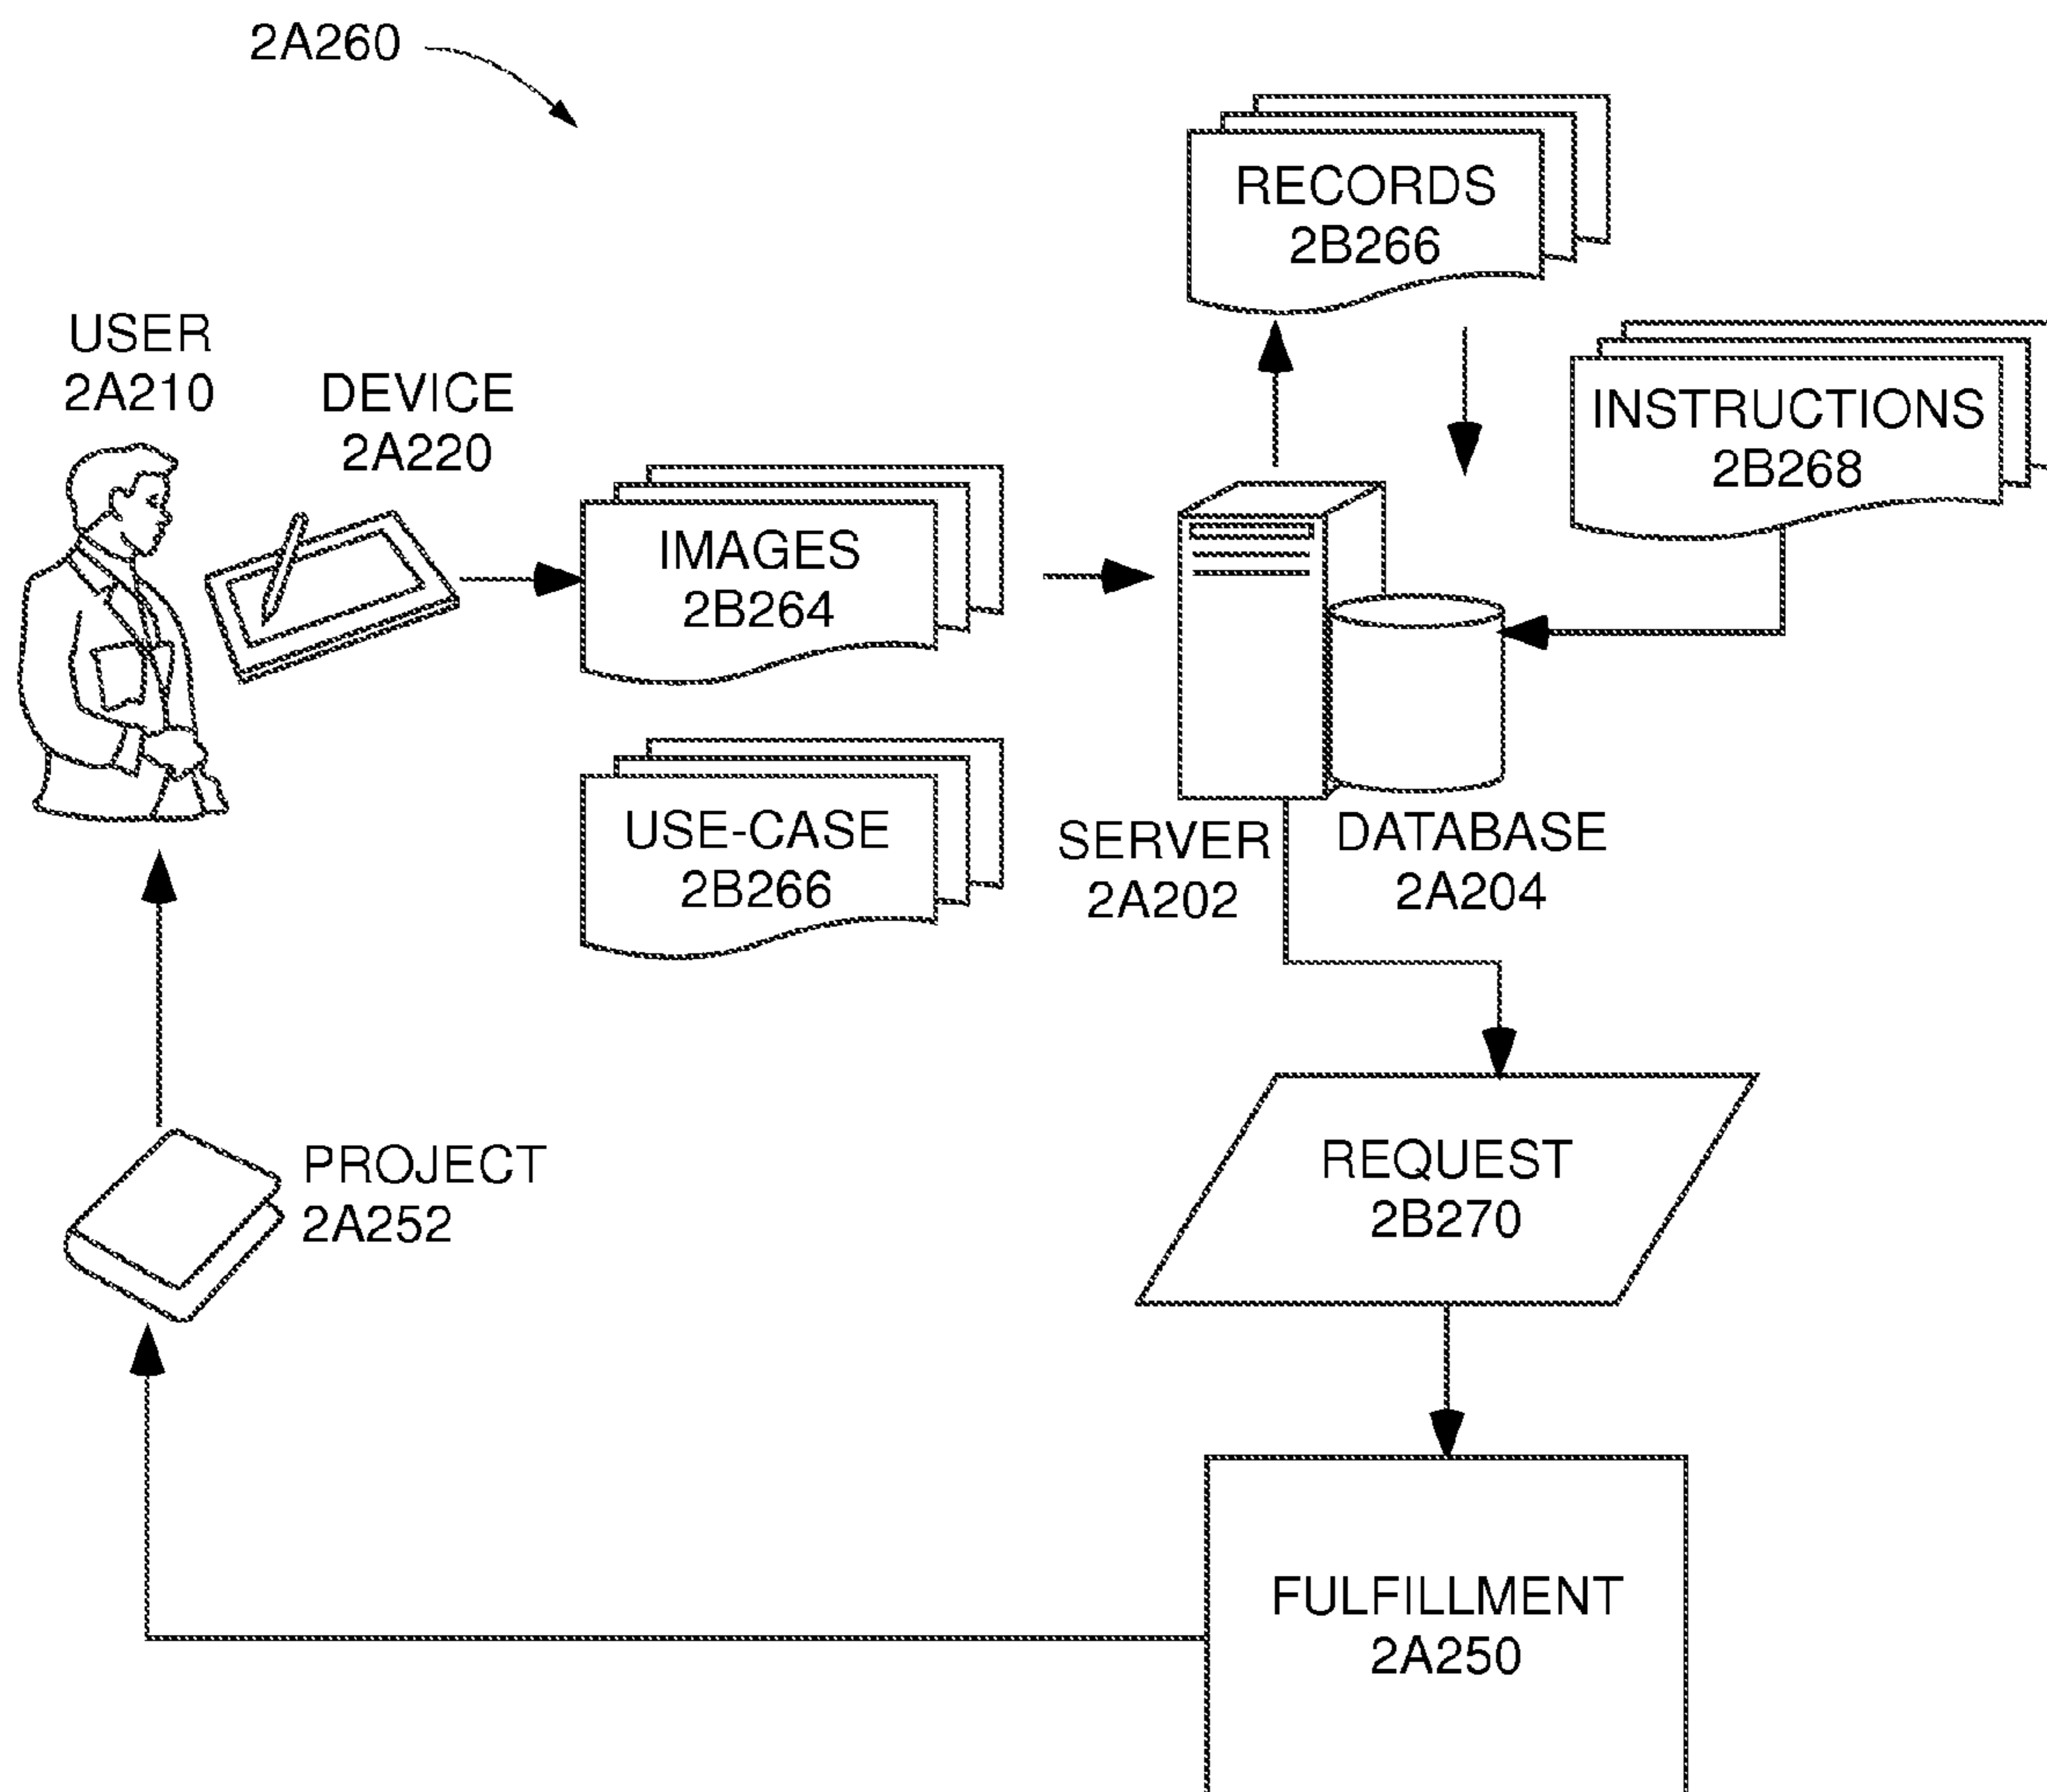 2A260
RECORDS
2B266
USER
2A210
DEVICE
2A220
INSTRUCTIONS
2B268
IMAGES
2B264
USE-CASE
2B266
SERVER
2A202
DATABASE
2A204
PROJECT
2A252
REQUEST
2B270
FULFILLMENT
2A250